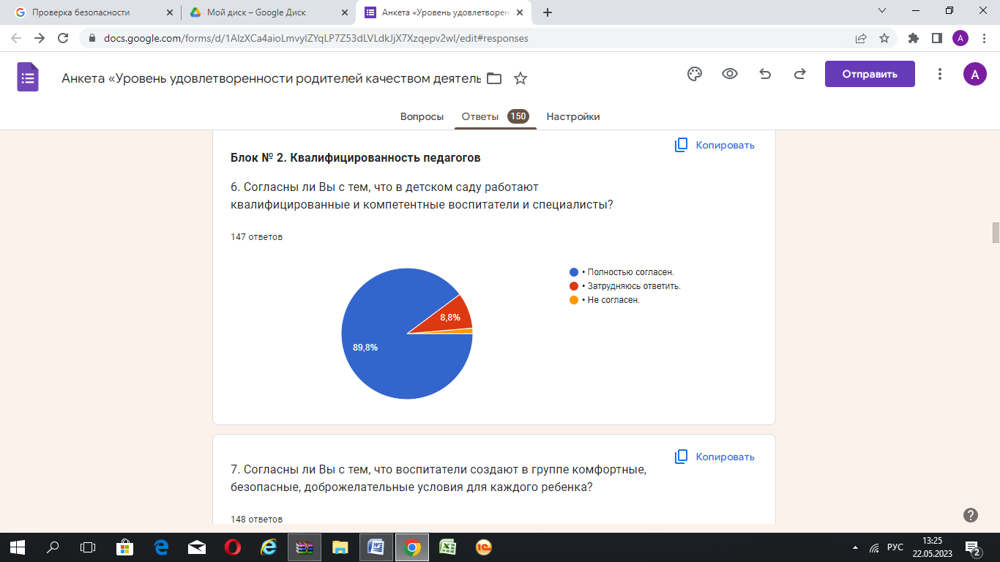 Проверка безопасности
Мой диск – Google Диск
Анкета «Уровень удовлетворен
docs.google.com/forms/d/1AlzXCa4aioLmvyIZYqLP7Z53dLVLdkJjX7Xzqepv2wI/edit#responses
A
Анкета «Уровень удовлетворенности родителей качеством деятель
Отправить
A
Вопросы
Ответы 150
Настройки
Копировать
Блок № 2. Квалифицированность педагогов
6. Согласны ли Вы с тем, что в детском саду работают
квалифицированные и компетентные воспитатели и специалисты?
147 ответов
• Полностью согласен.
• Затрудняюсь ответить.
• Не согласен.
8,8%
89,8%
Копировать
7. Согласны ли Вы с тем, что воспитатели создают в группе комфортные,
безопасные, доброжелательные условия для каждого ребенка?
148 ответов
РУС
13:25
22.05.2023
2